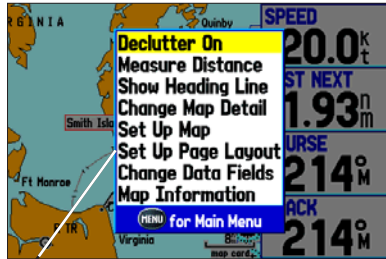 RGINIA
Quinby
SPEED
20.0kt
Declutter On
Measure Distance
Show Heading Line
Change Map Detail
Set Up Map
Set Up Page Layout
Change Data Fields
Map Information
MENU for Main Menu
ST NEXT
1.93nm
Smith Isl
URSE
214°M
Ft Monroe
ACK
214°M
Virginia
map card